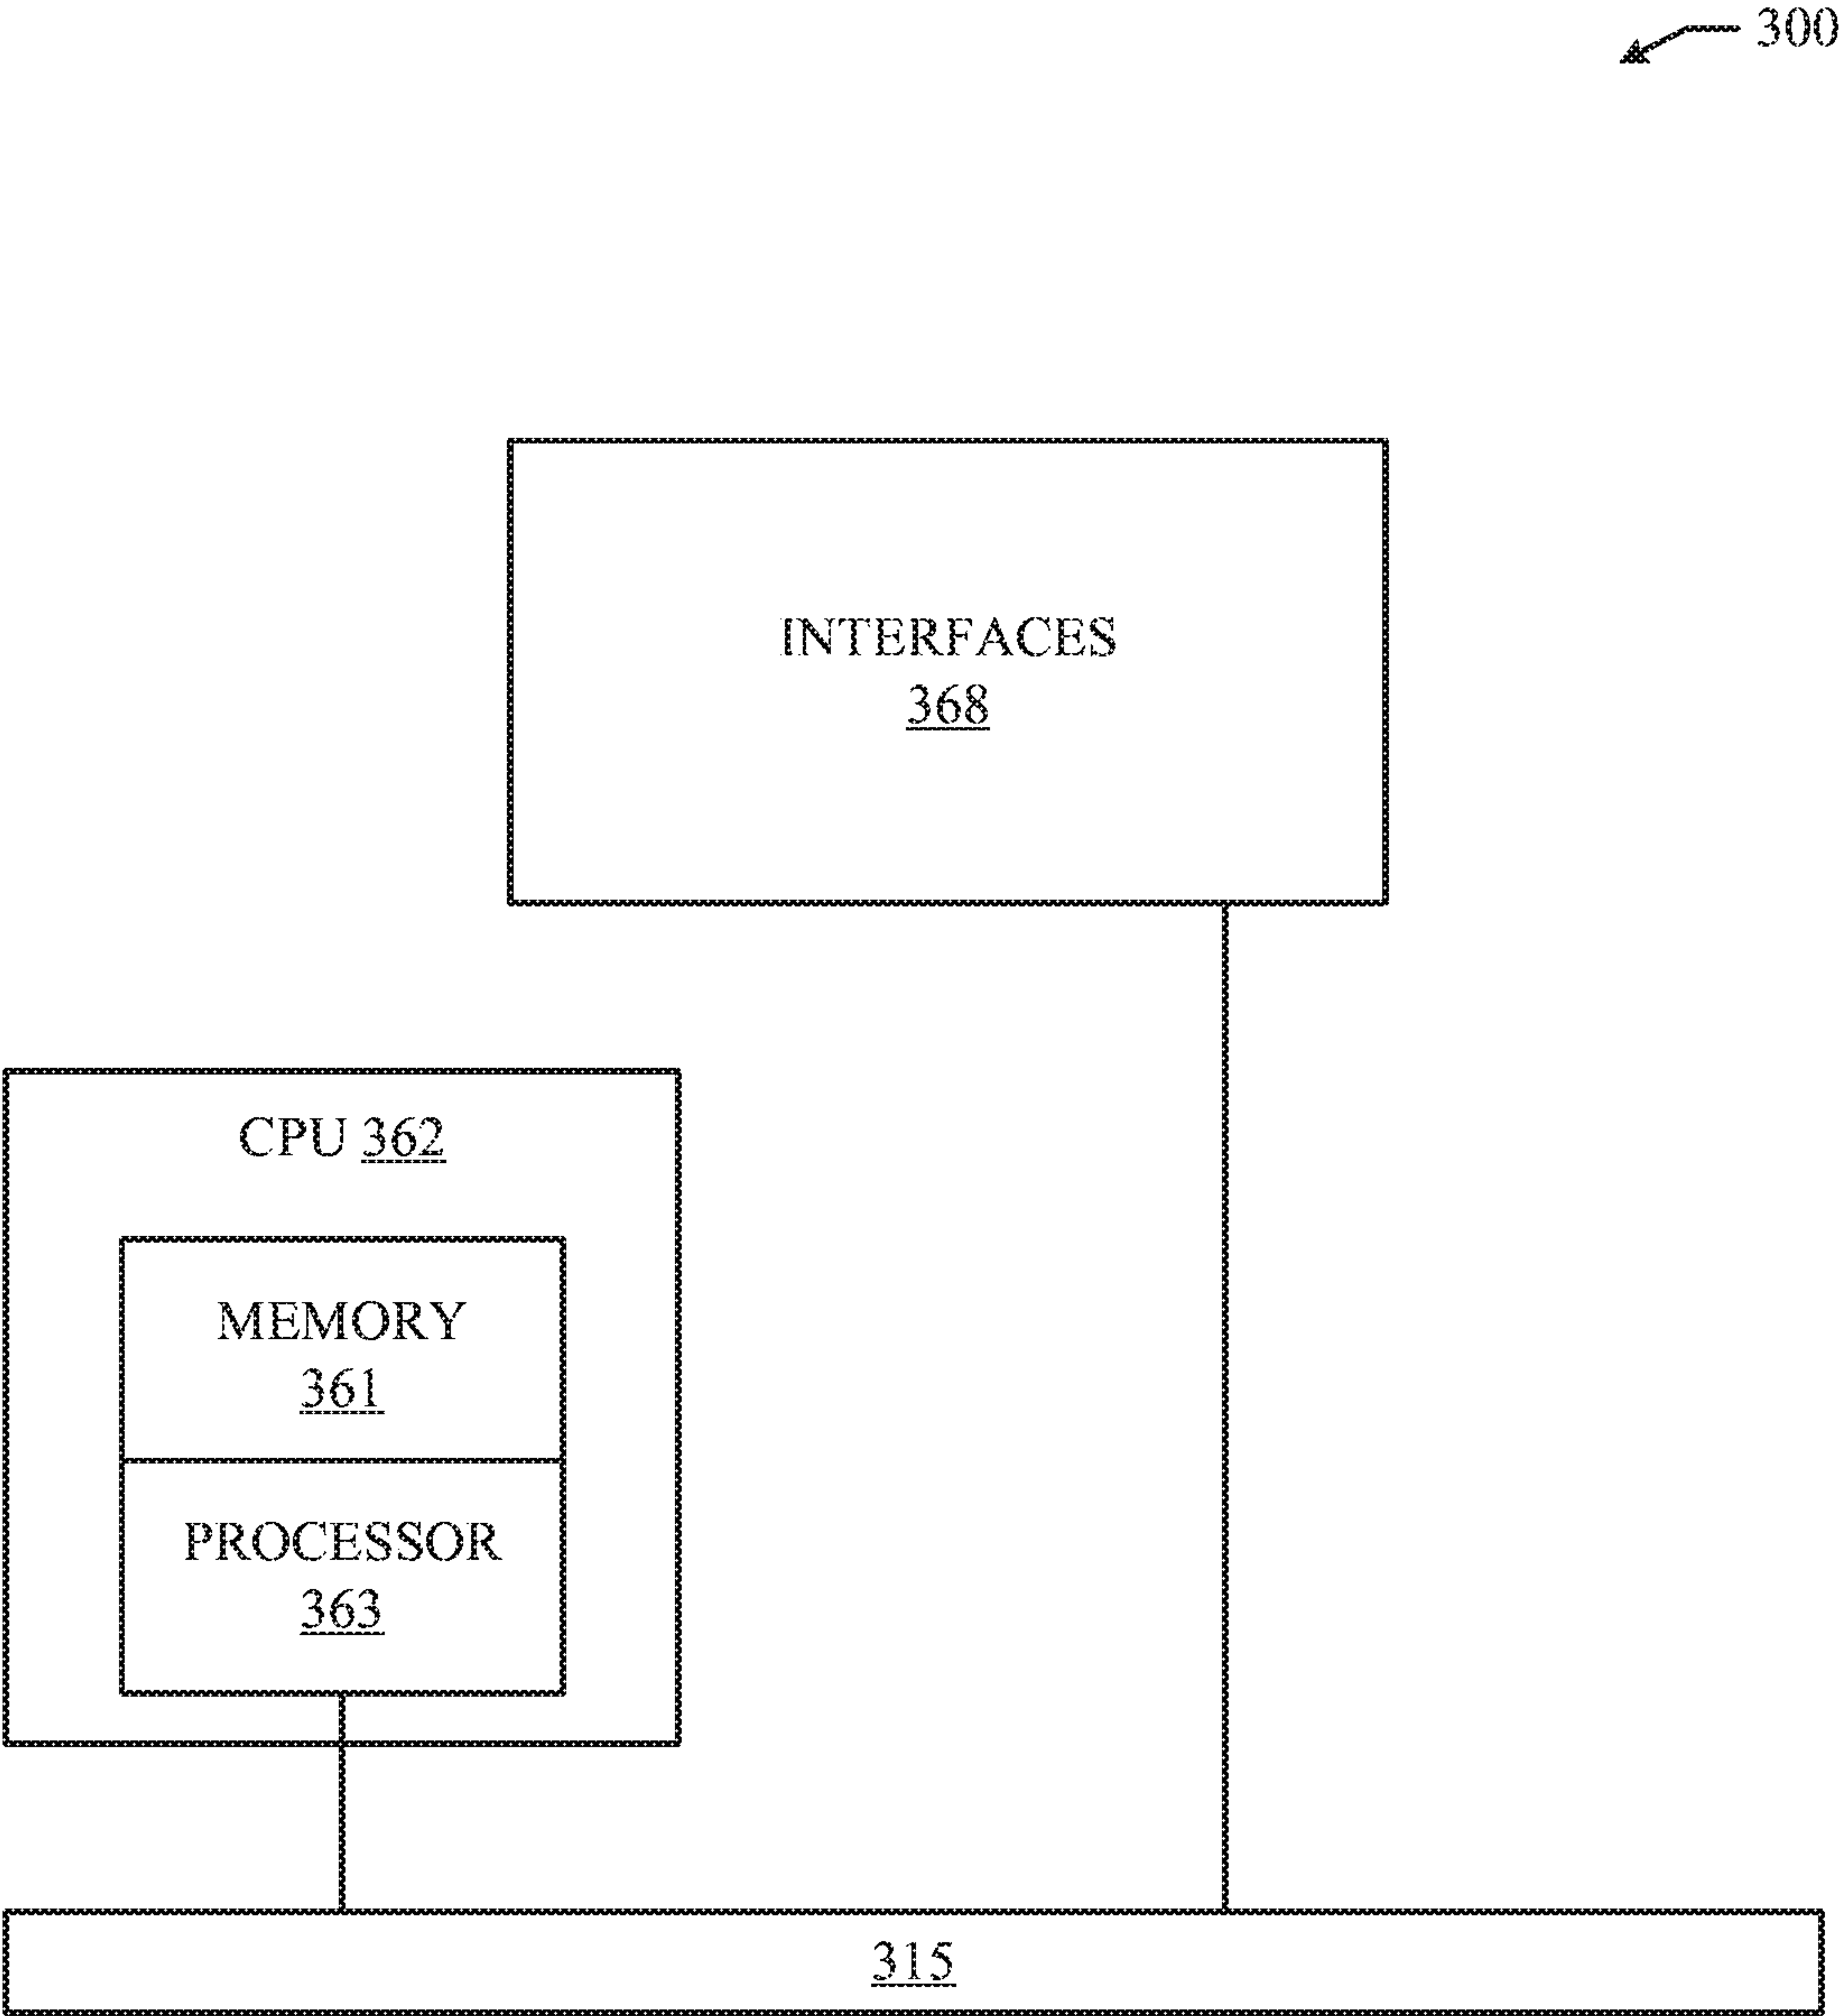 300
INTERFACES
368
CPU 362
MEMORY
361
PROCESSOR
363
315